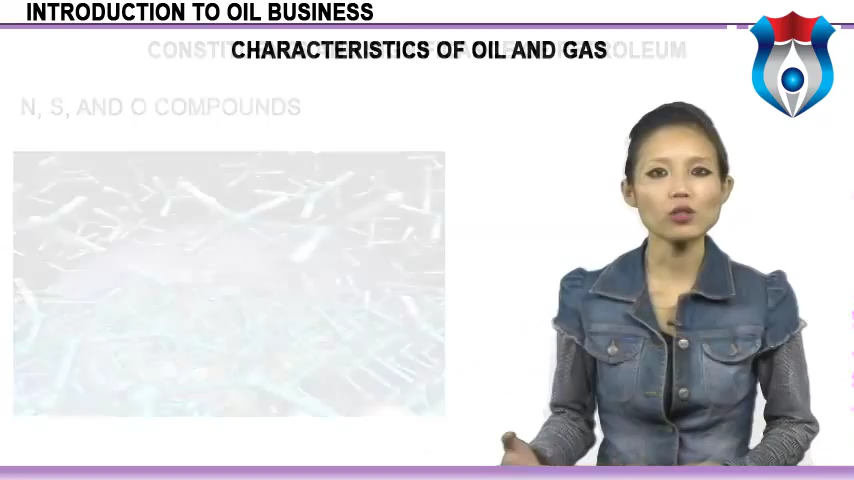 INTRODUCTION TO OIL BUSINESS
CHARACTERISTICS OF OIL AND GAS
N, S, AND O COMPOUNDS